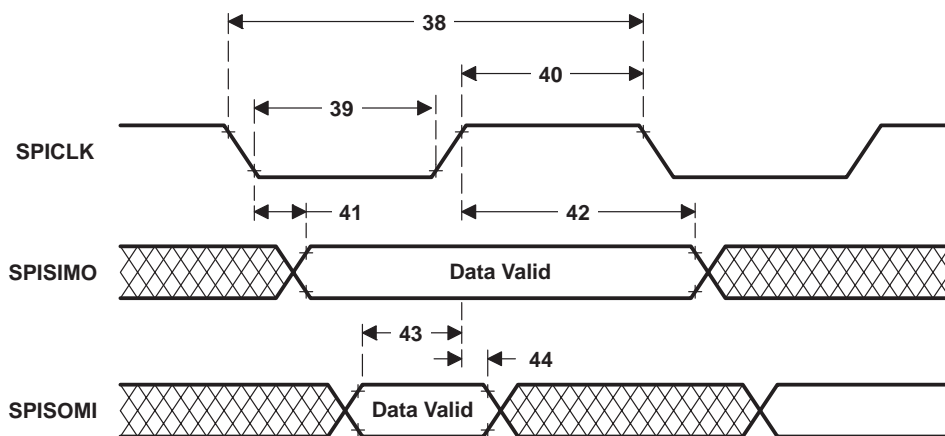 38
40
39
SPICLK
41
42
SPISIMO
Data Valid
43
44
SPISOMI
Data Valid